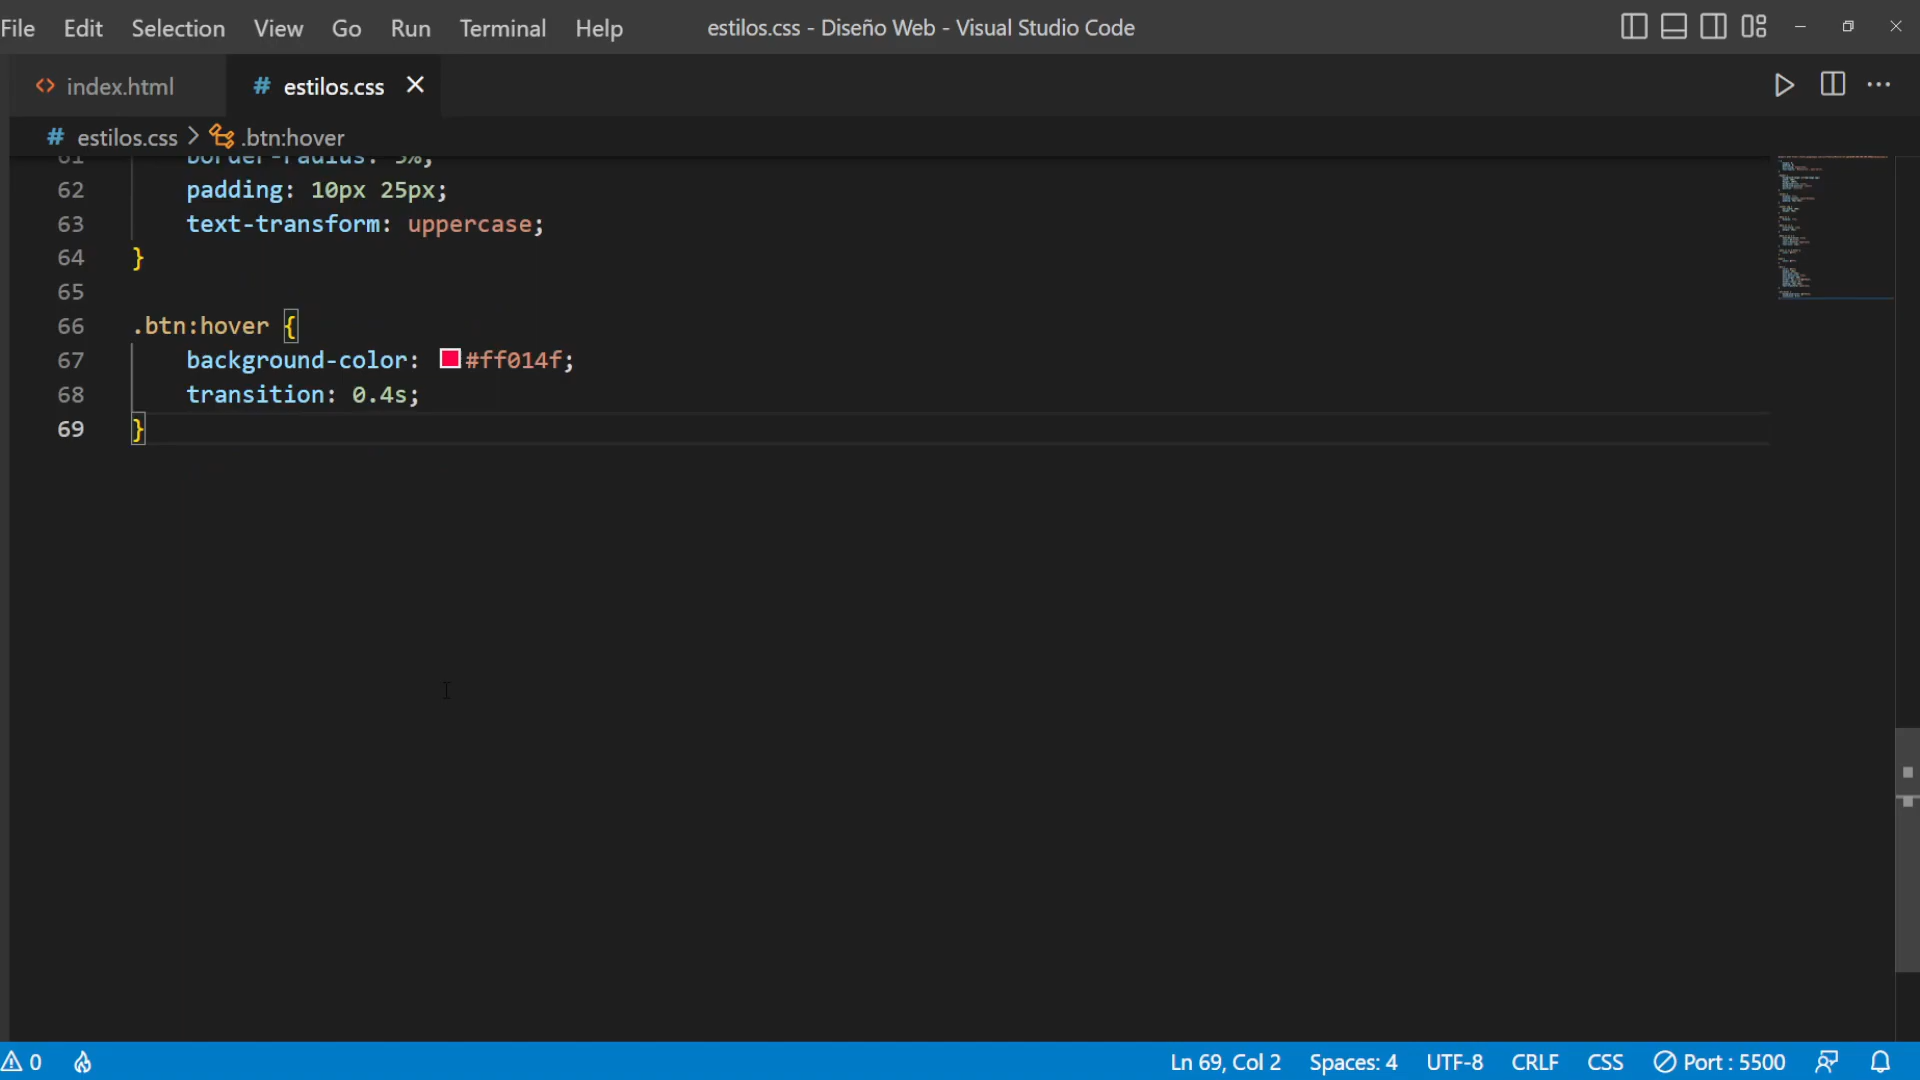 File Edit Selection View Go Run Terminal Help estilos.css - Diseño Web - Visual Studio Code
index.html # estilos.css
# estilos.css > .btn:hover
61 border-radius: 5%;
62 padding: 10px 25px;
63 text-transform: uppercase;
64 }
65
66 .btn:hover {
67 background-color: #ff014f;
68 transition: 0.4s;
69 }
0 Ln 69, Col 2 Spaces: 4 UTF-8 CRLF CSS Port : 5500